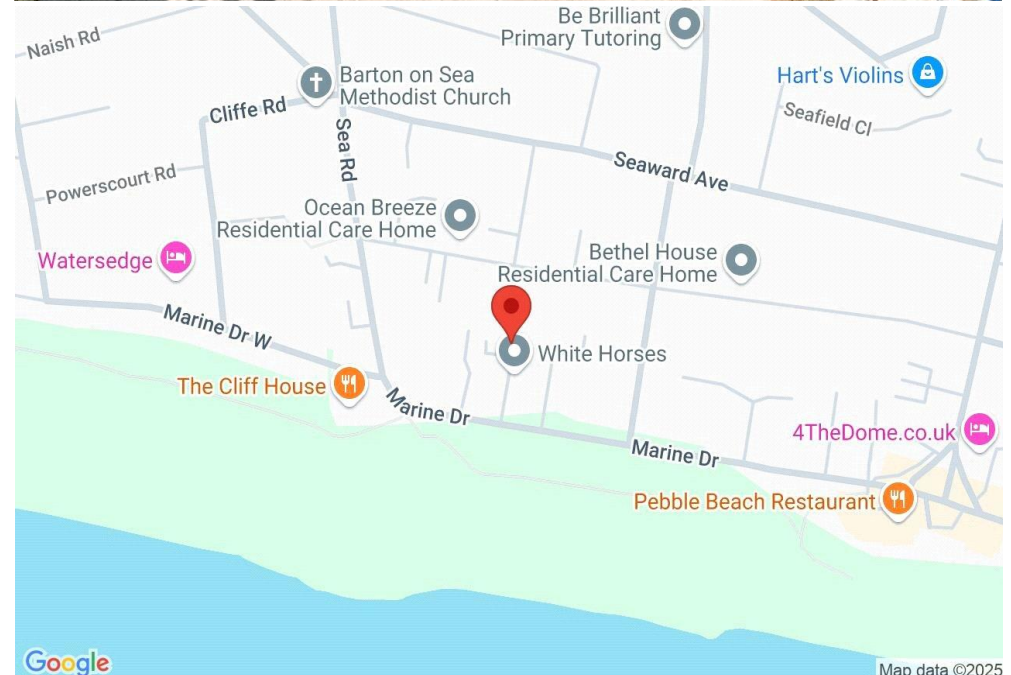 Be Brilliant
Primary Tutoring
Naish Rd
Hart's Violins
Barton on Sea
Methodist Church
Cliffe Rd
Seafield Cl
Sea Rd
Seaward Ave
Powerscourt Rd
Ocean Breeze
Residential Care Home
Bethel House
Residential Care Home
Watersedge
Marine Dr W
White Horses
The Cliff House
Marine Dr
4TheDome.co.uk
Marine Dr
Pebble Beach Restaurant
Google
Map data ©2025